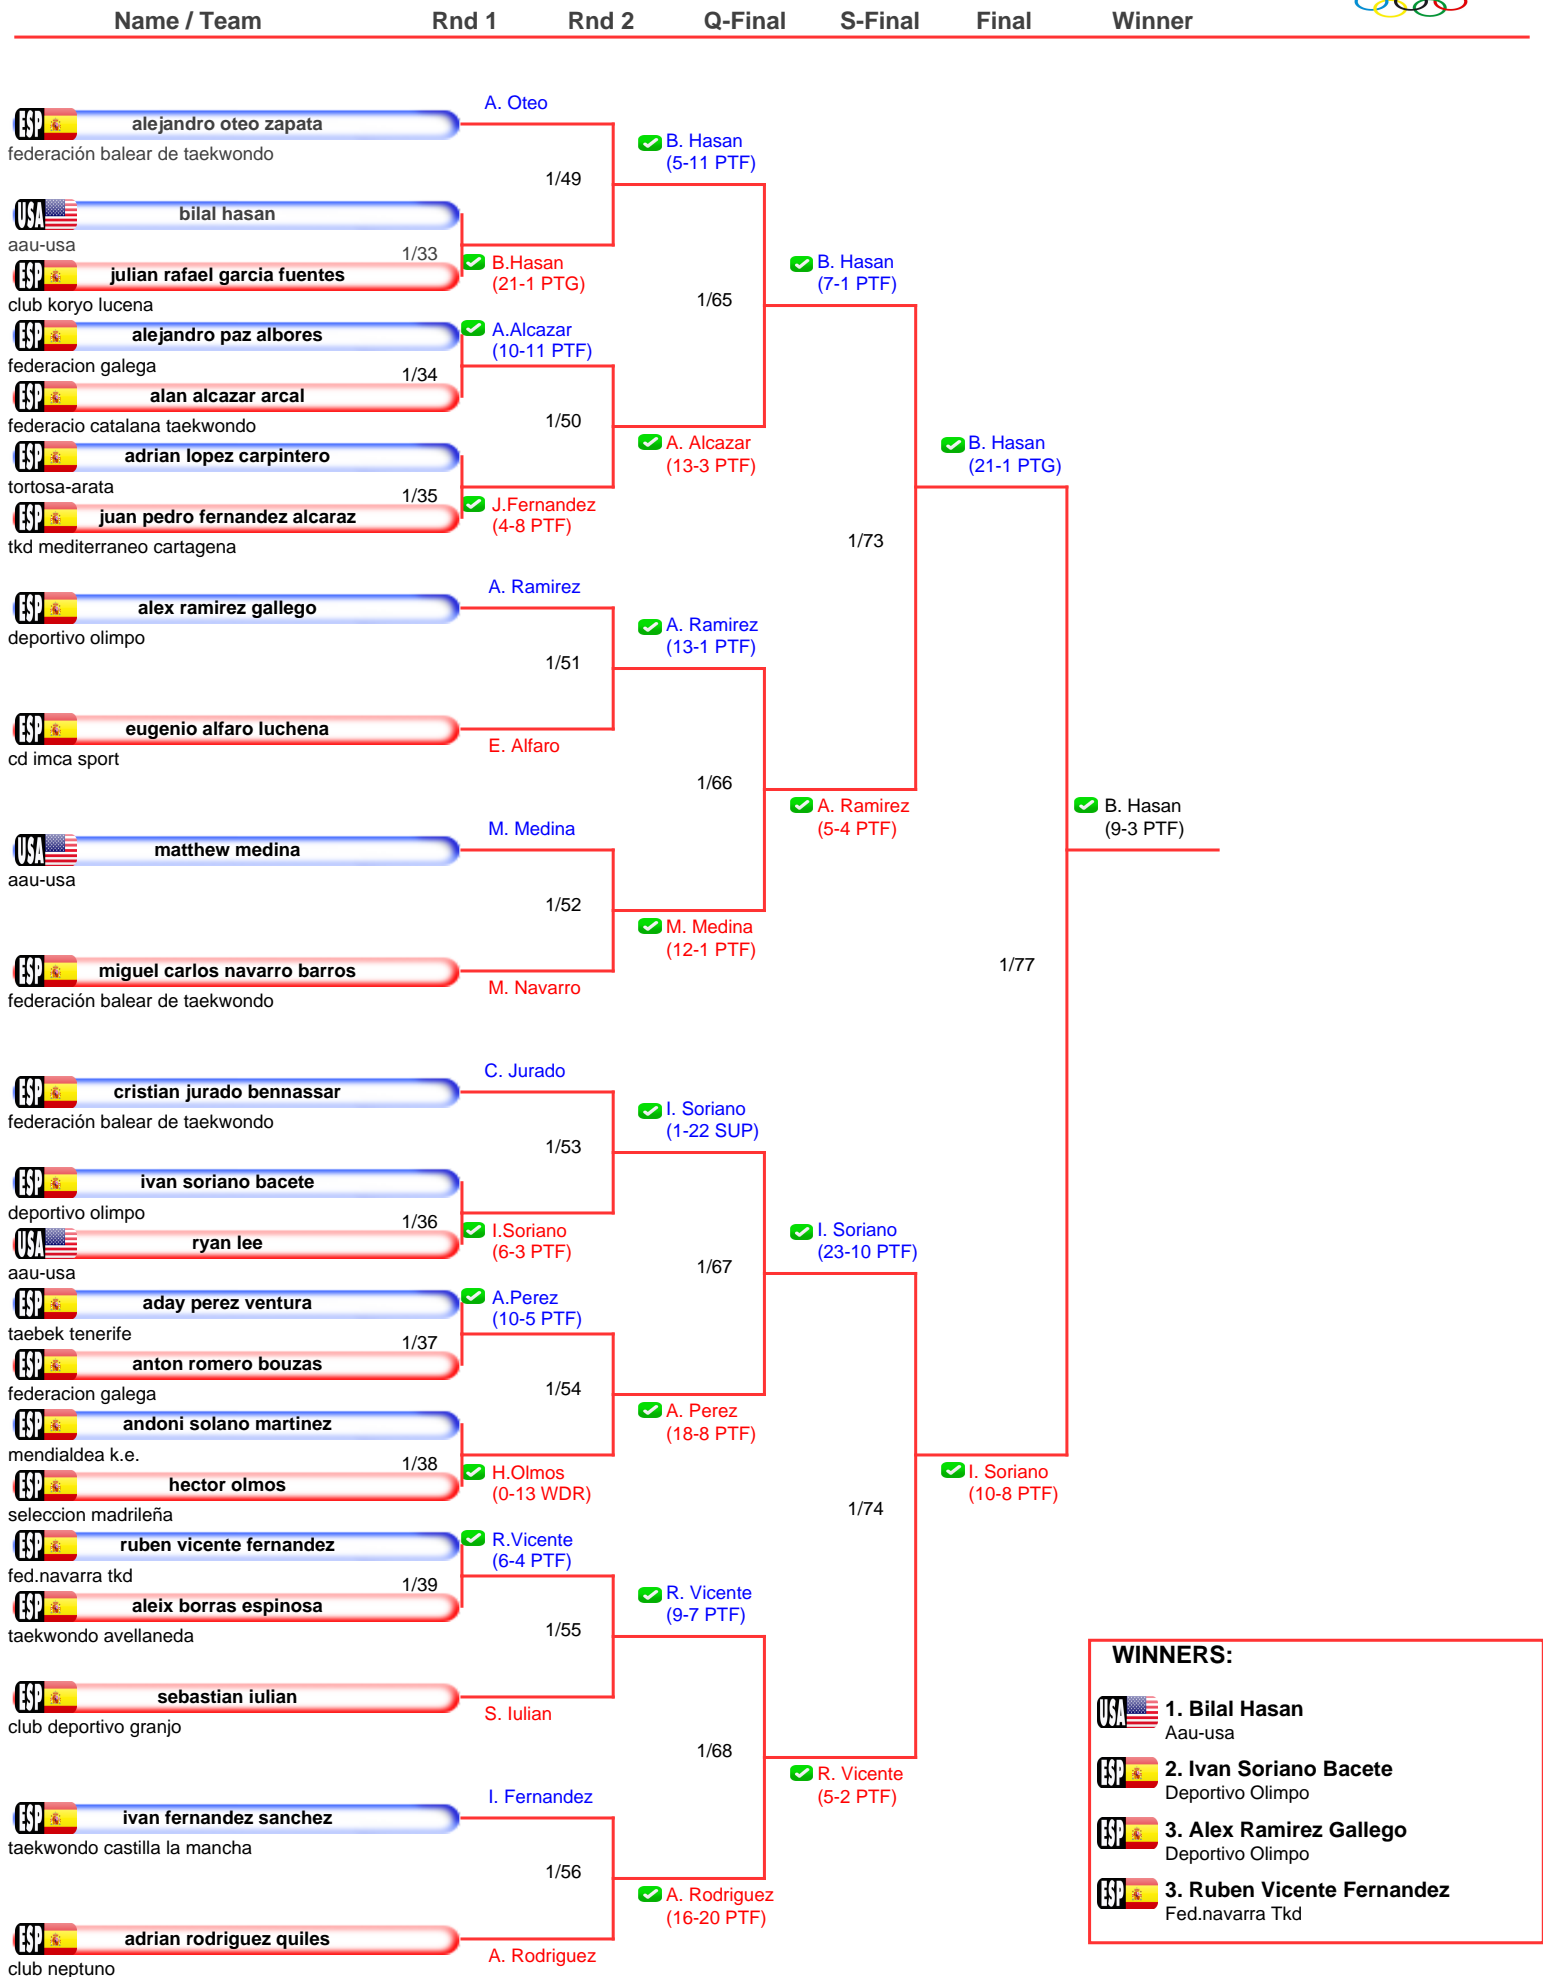 Name / Team Rnd 1 Rnd 2 Q-Final S-Final Final Winner
A. Oteo
ESP alejandro oteo zapata
federación balear de taekwondo
B. Hasan
(5-11 PTF)
1/49
USA bilal hasan
aau-usa
1/33
B.Hasan
(21-1 PTG)
ESP julian rafael garcia fuentes
club koryo lucena
B. Hasan
(7-1 PTF)
1/65
ESP alejandro paz albores
federacion galega
A.Alcazar
(10-11 PTF)
1/34
ESP alan alcazar arcal
federacio catalana taekwondo
1/50
A. Alcazar
(13-3 PTF)
B. Hasan
(21-1 PTG)
ESP adrian lopez carpintero
tortosa-arata
1/35
J.Fernandez
(4-8 PTF)
ESP juan pedro fernandez alcaraz
tkd mediterraneo cartagena
1/73
A. Ramirez
ESP alex ramirez gallego
deportivo olimpo
A. Ramirez
(13-1 PTF)
1/51
ESP eugenio alfaro luchena
cd imca sport
E. Alfaro
1/66
A. Ramirez
(5-4 PTF)
B. Hasan
(9-3 PTF)
M. Medina
USA matthew medina
aau-usa
1/52
M. Medina
(12-1 PTF)
1/77
ESP miguel carlos navarro barros
federación balear de taekwondo
M. Navarro
C. Jurado
ESP cristian jurado bennassar
federación balear de taekwondo
I. Soriano
(1-22 SUP)
1/53
ESP ivan soriano bacete
deportivo olimpo
1/36
I.Soriano
(6-3 PTF)
USA ryan lee
aau-usa
I. Soriano
(23-10 PTF)
1/67
ESP aday perez ventura
taebek tenerife
A.Perez
(10-5 PTF)
1/37
ESP anton romero bouzas
federacion galega
1/54
A. Perez
(18-8 PTF)
ESP andoni solano martinez
mendialdea k.e.
1/38
H.Olmos
(0-13 WDR)
ESP hector olmos
seleccion madrileña
I. Soriano
(10-8 PTF)
1/74
ESP ruben vicente fernandez
fed.navarra tkd
R.Vicente
(6-4 PTF)
1/39
ESP aleix borras espinosa
taekwondo avellaneda
R. Vicente
(9-7 PTF)
1/55
ESP sebastian iulian
club deportivo granjo
S. Iulian
1/68
R. Vicente
(5-2 PTF)
I. Fernandez
ESP ivan fernandez sanchez
taekwondo castilla la mancha
1/56
A. Rodriguez
(16-20 PTF)
ESP adrian rodriguez quiles
club neptuno
A. Rodriguez
WINNERS:
USA 1. Bilal Hasan
Aau-usa
ESP 2. Ivan Soriano Bacete
Deportivo Olimpo
ESP 3. Alex Ramirez Gallego
Deportivo Olimpo
ESP 3. Ruben Vicente Fernandez
Fed.navarra Tkd